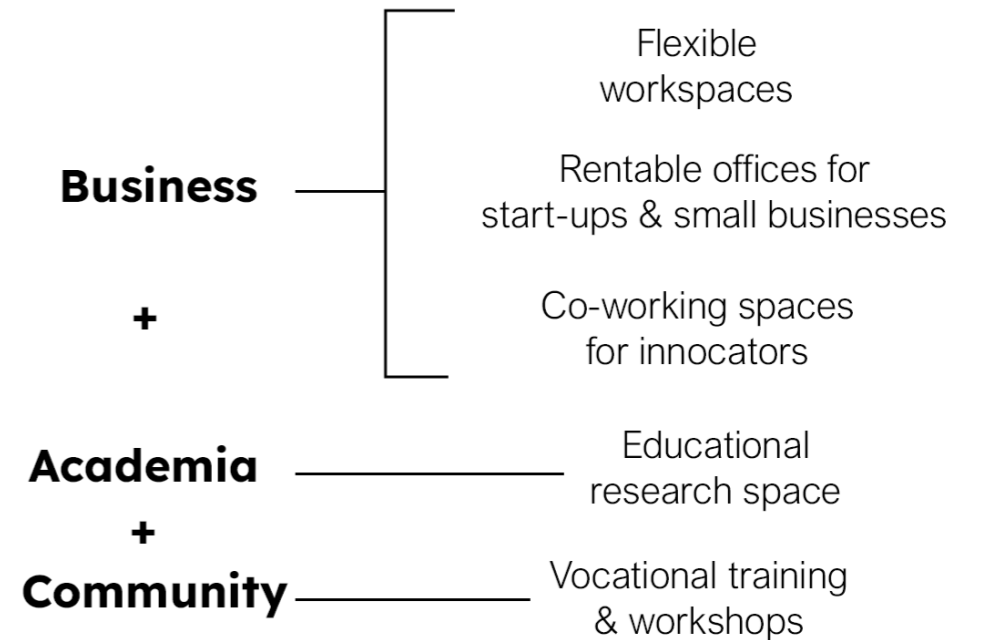 Business
Flexible
workspaces
Rentable offices for
start-ups & small businesses
Co-working spaces
for innocators
+
Academia
Educational
research space
+
Community
Vocational training
& workshops